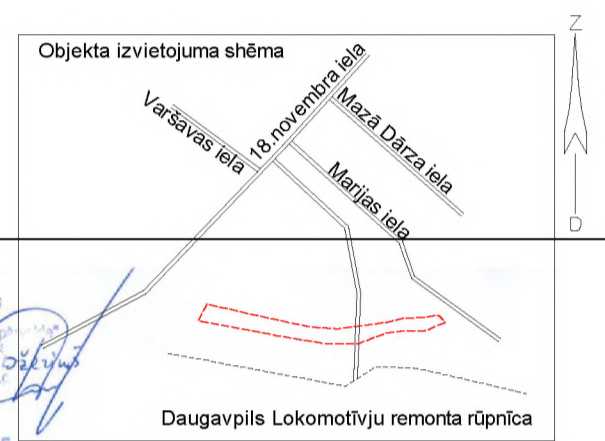 Objekta izvietojuma shēma
Z
18.novembra iela
Varšavas iela
Mazā Dārza iela
Marijas iela
D
Daugavpils Lokomotīvju remonta rūpnīca